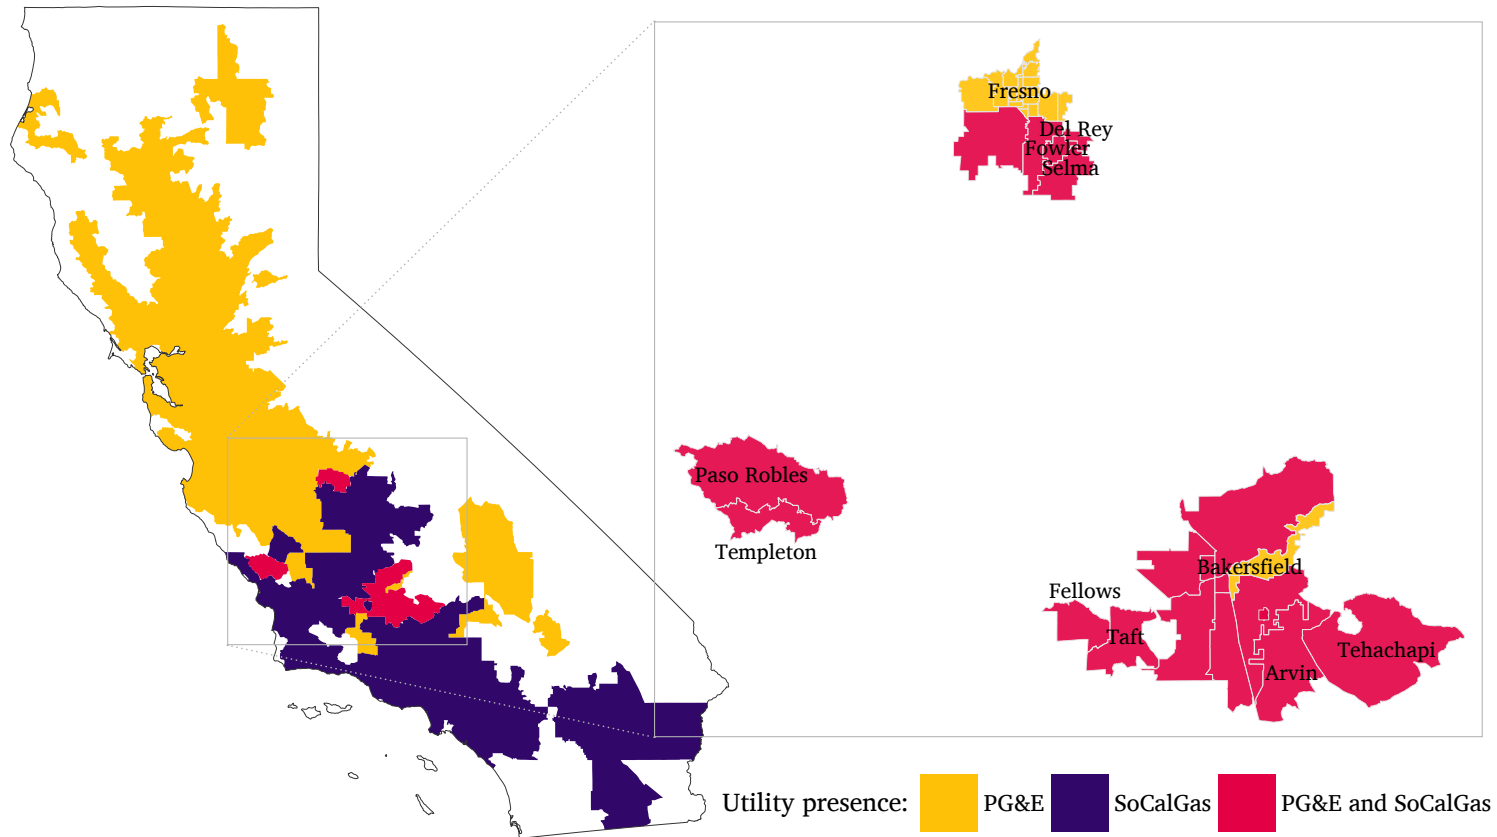 Fresno
Del Rey
Fowler
Selma
Paso Robles
Templeton
Bakersfield
Fellows
Taft
Tehachapi
Arvin
Utility presence: PG&E SoCalGas PG&E and SoCalGas